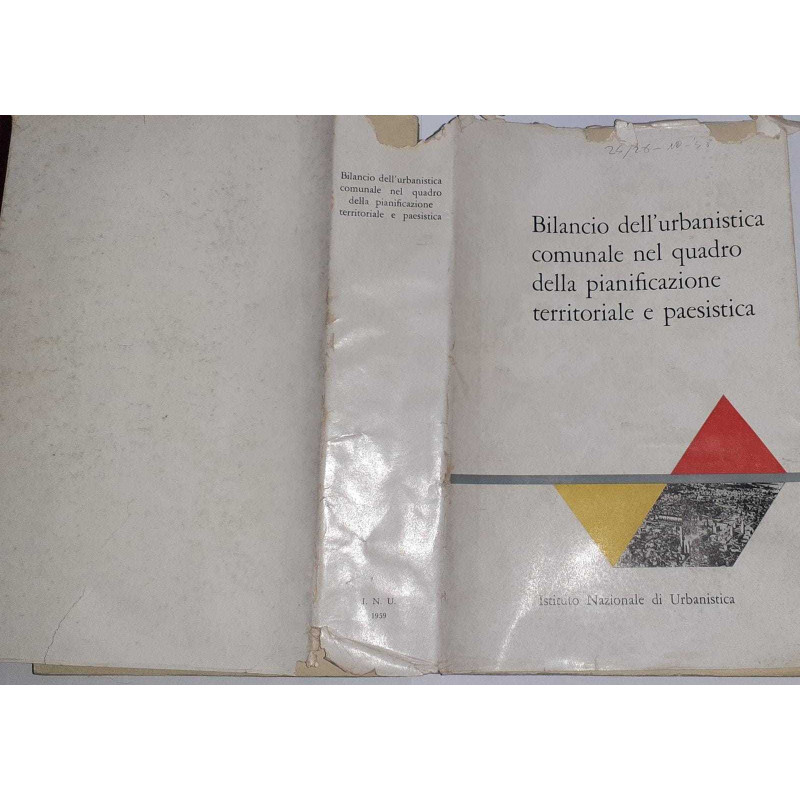 Bilancio dell'urbanistica
comunale nel quadro
della pianificazione
territoriale e paesistica
I. N. U.
1959
Bilancio dell'urbanistica
comunale nel quadro
della pianificazione
territoriale e paesistica
Istituto Nazionale di Urbanistica